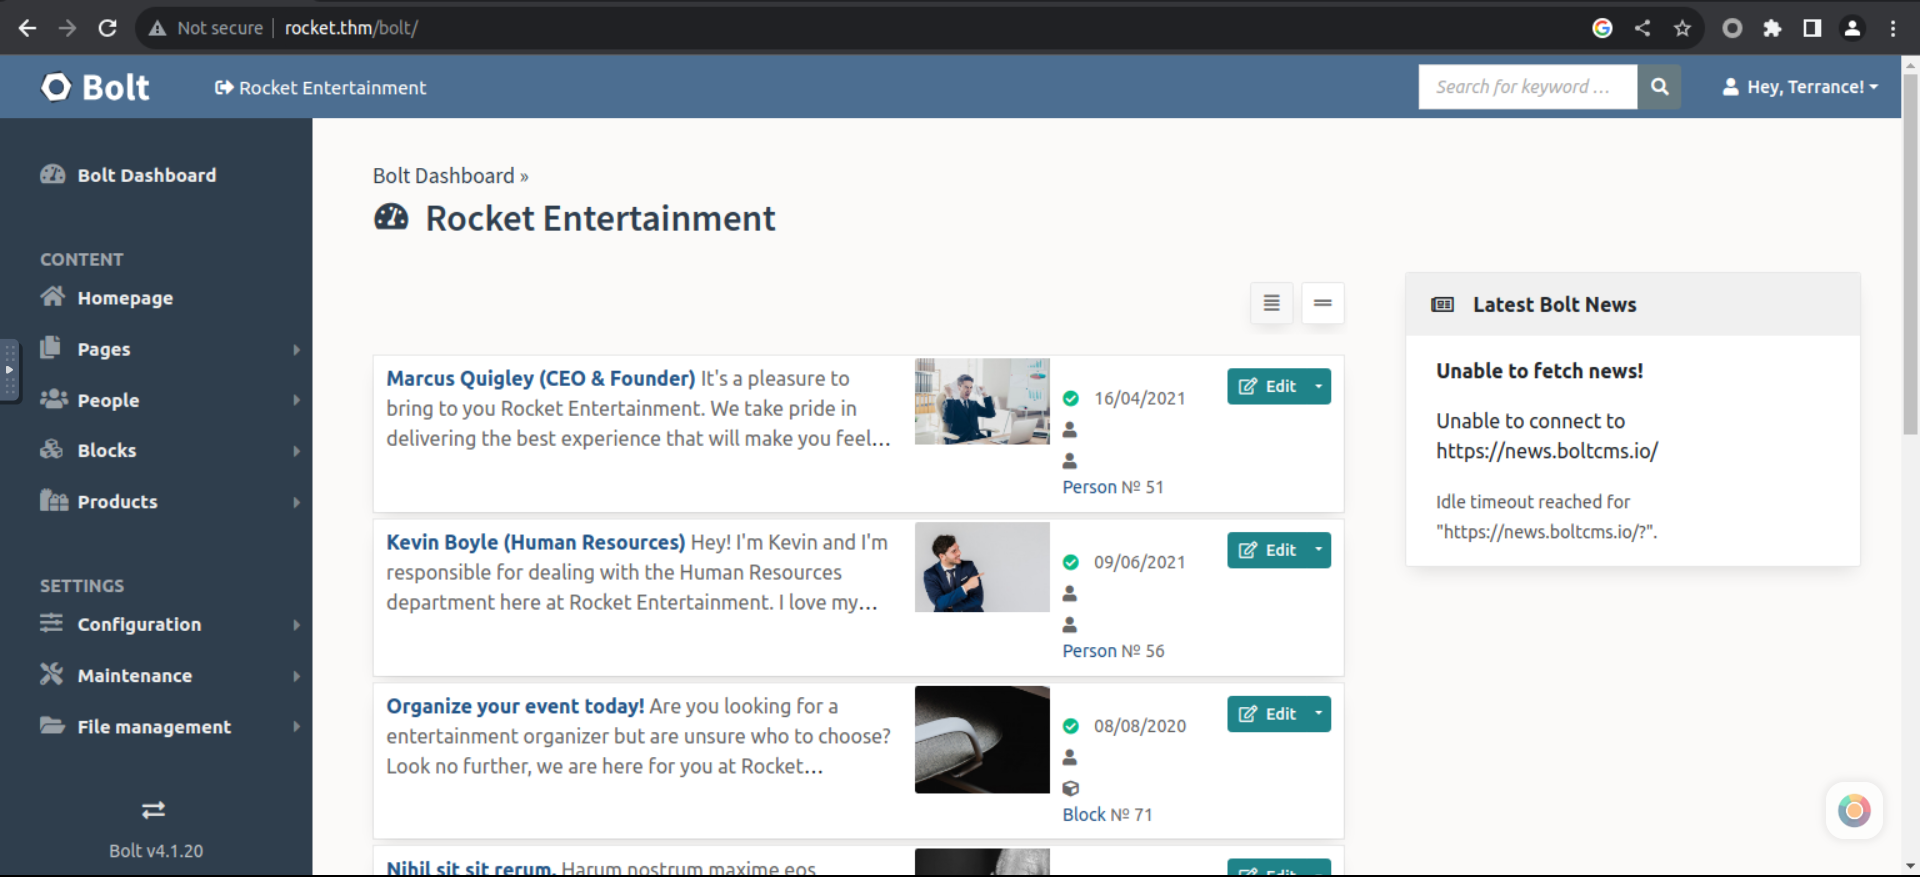 Not secure | rocket.thm/bolt/
Bolt
Rocket Entertainment
Search for keyword ...
Hey, Terrance!
Bolt Dashboard
CONTENT
Homepage
Pages
People
Blocks
Products
SETTINGS
Configuration
Maintenance
File management
Bolt v4.1.20
Bolt Dashboard »
Rocket Entertainment
Marcus Quigley (CEO & Founder) It's a pleasure to
bring to you Rocket Entertainment. We take pride in
delivering the best experience that will make you feel...
16/04/2021
Person № 51
Edit
Kevin Boyle (Human Resources) Hey! I'm Kevin and I'm
responsible for dealing with the Human Resources
department here at Rocket Entertainment. I love my...
09/06/2021
Person № 56
Edit
Organize your event today! Are you looking for a
entertainment organizer but are unsure who to choose?
Look no further, we are here for you at Rocket...
08/08/2020
Block № 71
Edit
Nihil sit sit rerum. Harum nostrum maxime eos
Edit
Latest Bolt News
Unable to fetch news!
Unable to connect to
https://news.boltcms.io/
Idle timeout reached for
"https://news.boltcms.io/?".